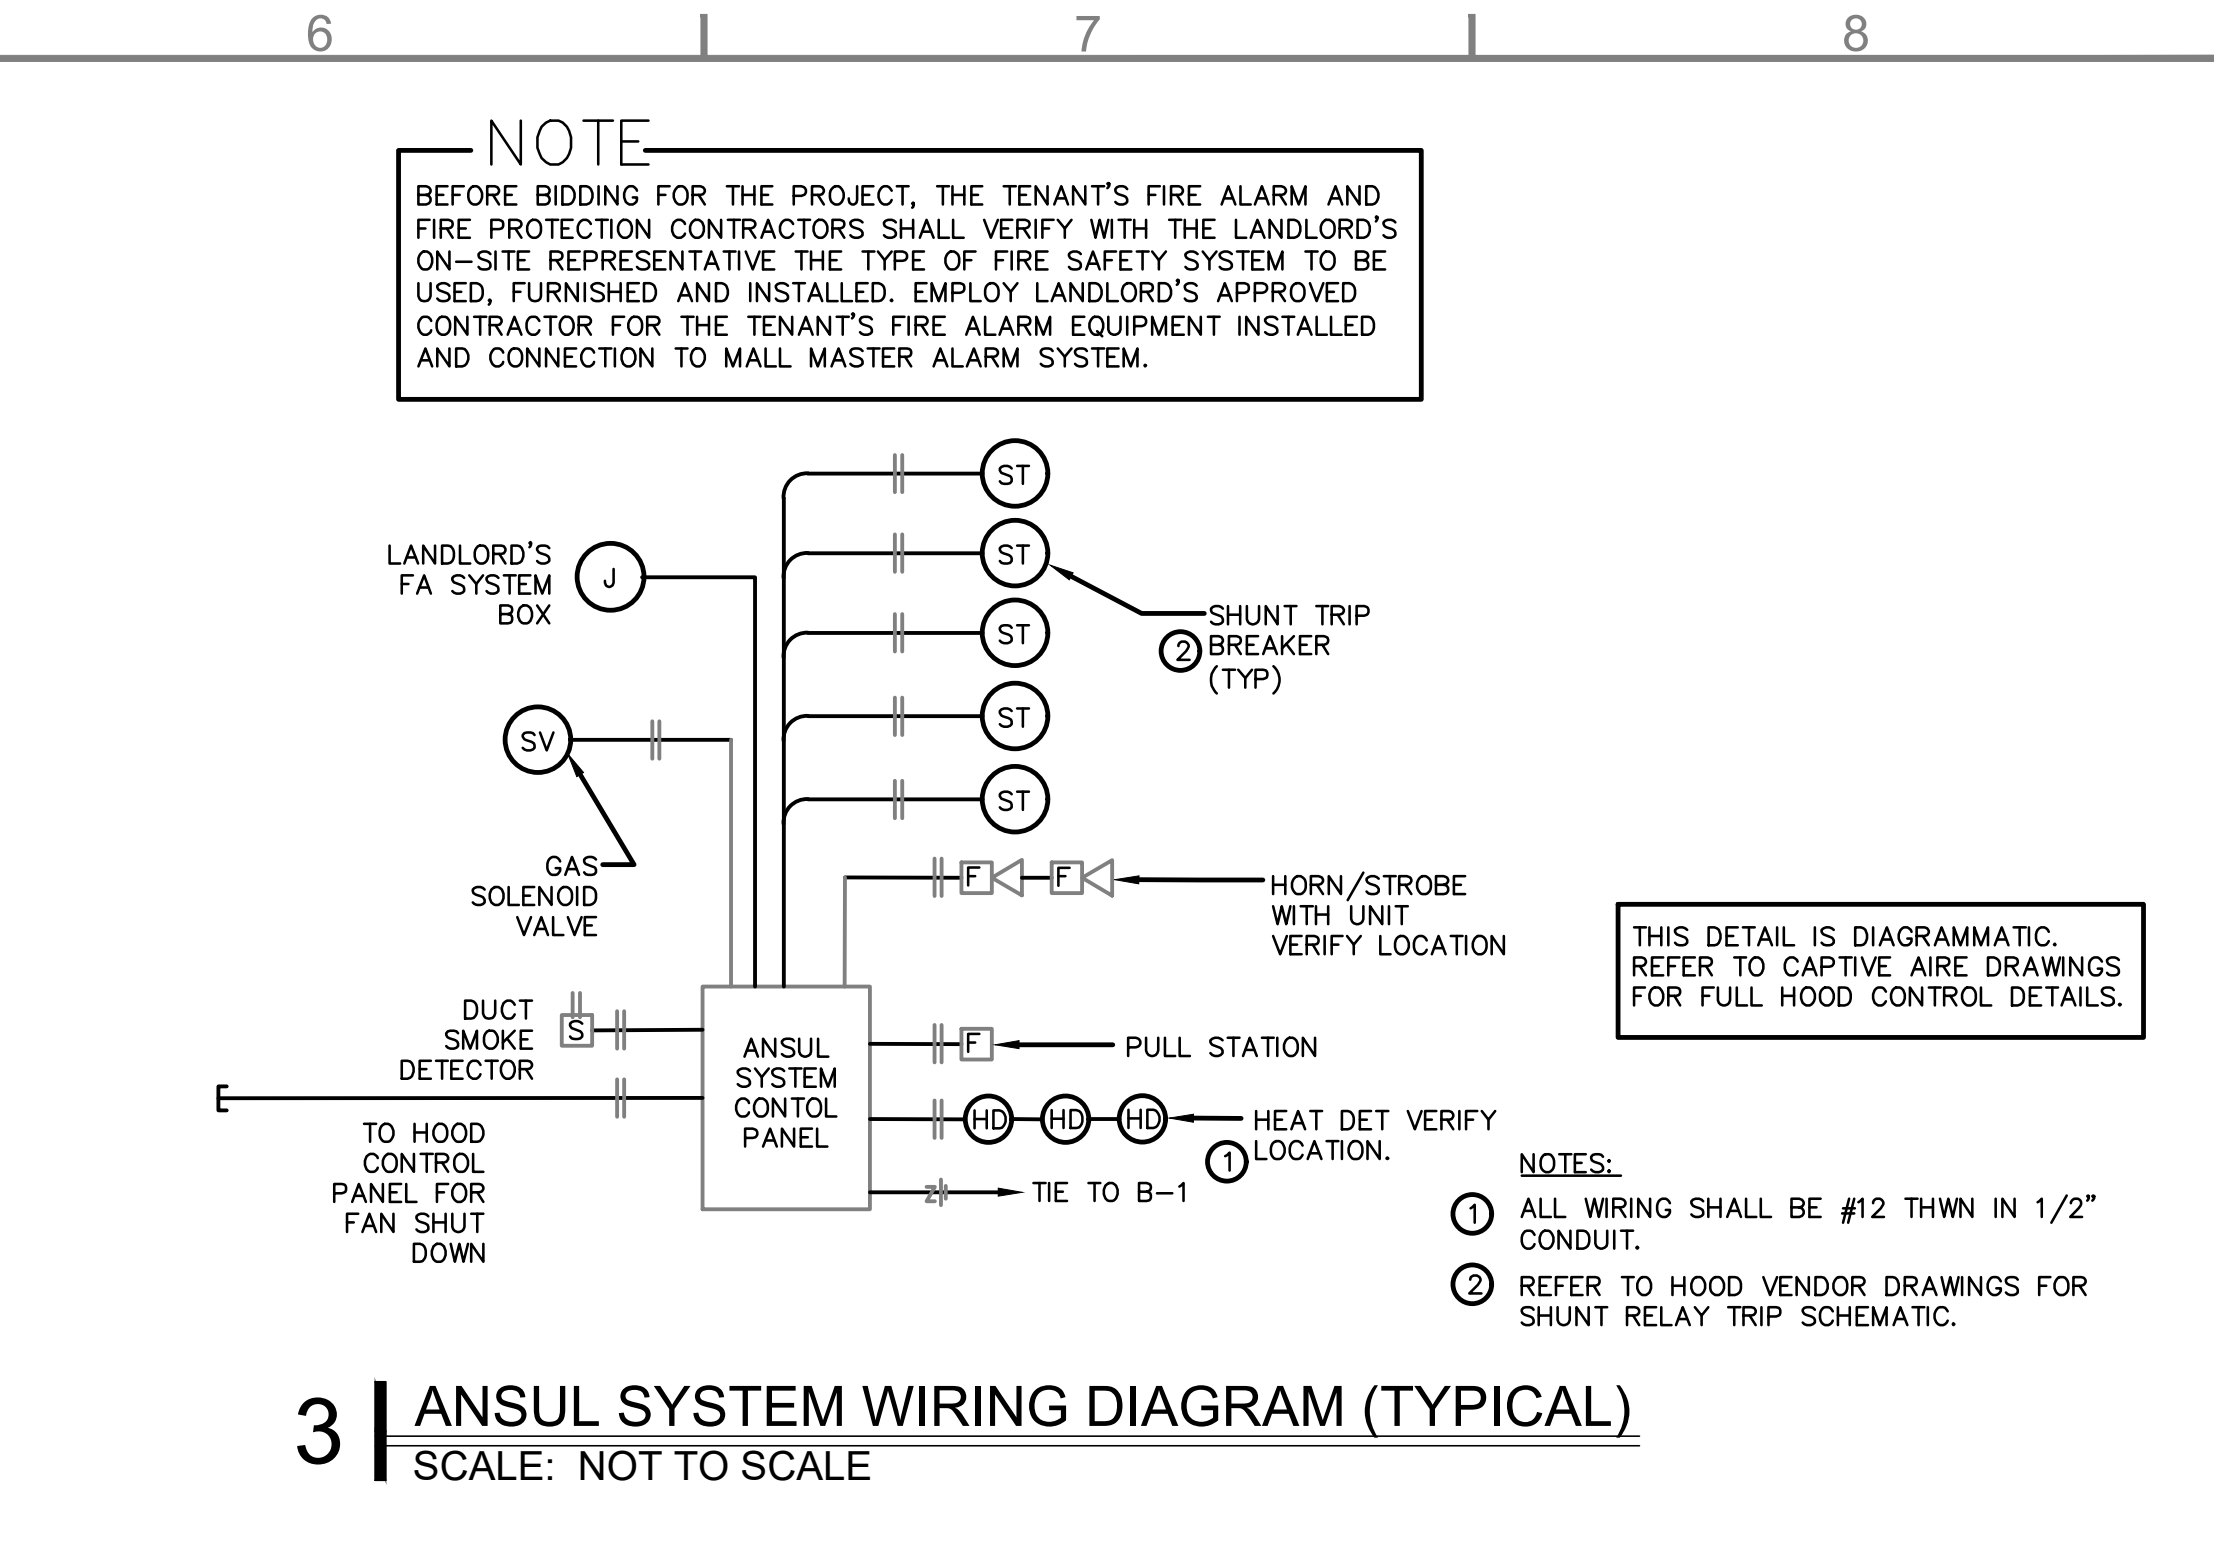 6
7
8
NOTE
BEFORE BIDDING FOR THE PROJECT, THE TENANT'S FIRE ALARM AND
FIRE PROTECTION CONTRACTORS SHALL VERIFY WITH THE LANDLORD'S
ON-SITE REPRESENTATIVE THE TYPE OF FIRE SAFETY SYSTEM TO BE
USED, FURNISHED AND INSTALLED. EMPLOY LANDLORD'S APPROVED
CONTRACTOR FOR THE TENANT'S FIRE ALARM EQUIPMENT INSTALLED
AND CONNECTION TO MALL MASTER ALARM SYSTEM.
ST
ST
ST
ST
ST
LANDLORD'S
FA SYSTEM
BOX
J
SHUNT TRIP
BREAKER
(TYP)
2
SV
GAS
SOLENOID
VALVE
F
F
HORN/STROBE
WITH UNIT
VERIFY LOCATION
THIS DETAIL IS DIAGRAMMATIC.
REFER TO CAPTIVE AIRE DRAWINGS
FOR FULL HOOD CONTROL DETAILS.
DUCT
SMOKE
DETECTOR
S
ANSUL
SYSTEM
CONTOL
PANEL
F
PULL STATION
HD
HD
HD
HEAT DET VERIFY
LOCATION.
1
TO HOOD
CONTROL
PANEL FOR
FAN SHUT
DOWN
Z
TIE TO B-1
NOTES:
1 ALL WIRING SHALL BE #12 THWN IN 1/2"
CONDUIT.
2 REFER TO HOOD VENDOR DRAWINGS FOR
SHUNT RELAY TRIP SCHEMATIC.
3
ANSUL SYSTEM WIRING DIAGRAM (TYPICAL)
SCALE: NOT TO SCALE